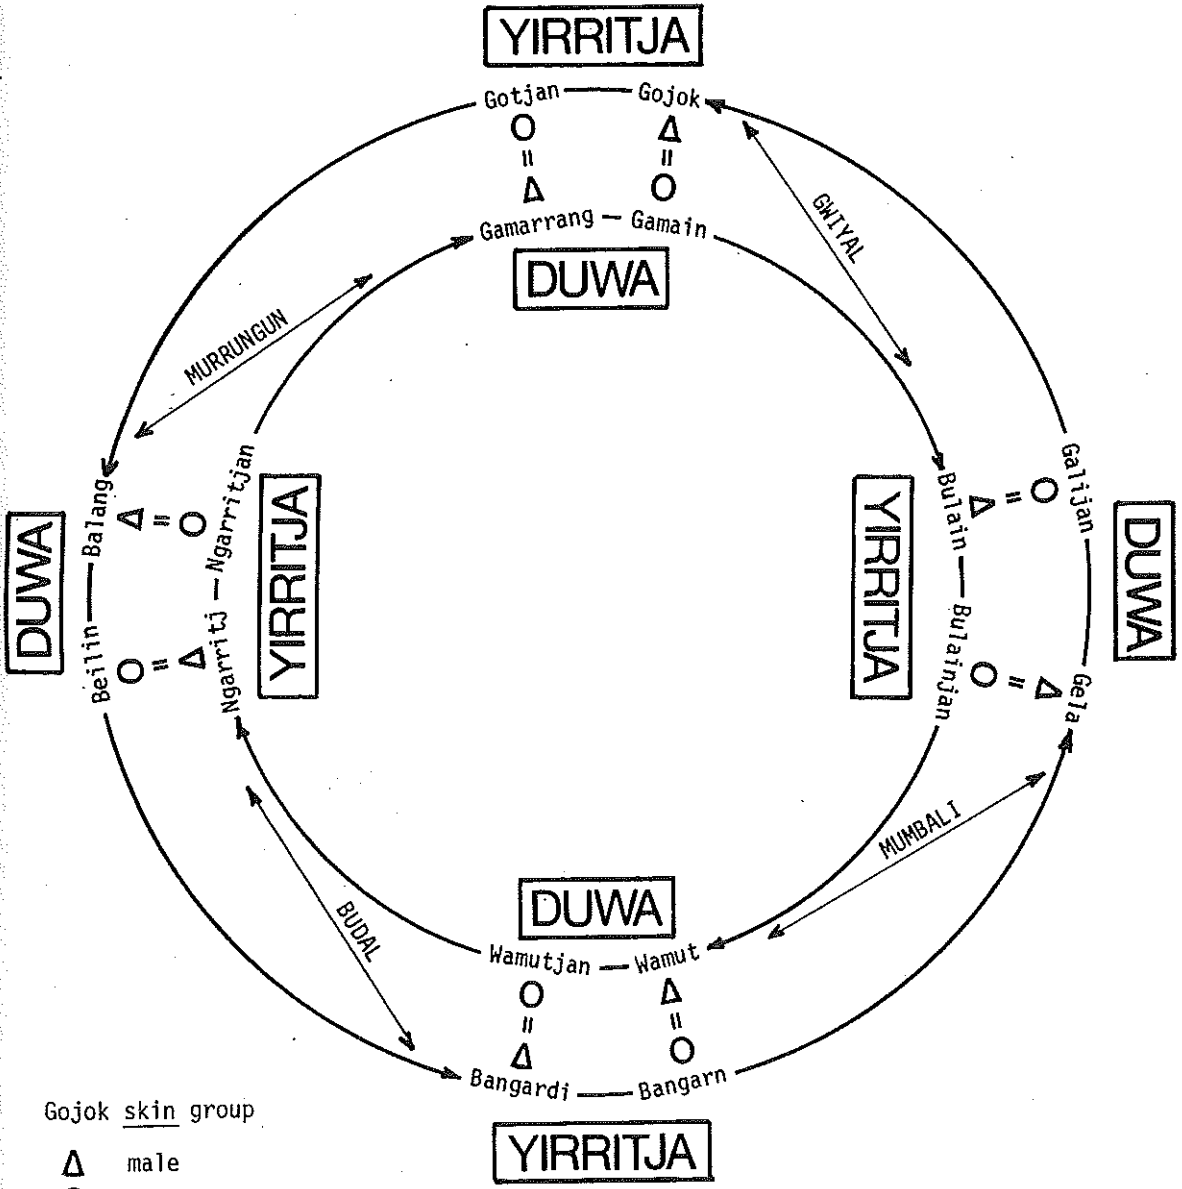 YIRRITJA
Gotjan Gojok
Gamarrang Gamain
DUWA
GWIYAL
MURRUNGUN
Balang
Beilin
DUWA
Ngarritjan
Ngarritj
YIRRITJA
Bulain
Bulainjan
YIRRITJA
Galijan
Gela
DUWA
MUMBALI
BUDAL
DUWA
Wamutjan Wamut
Bangardi Bangarn
YIRRITJA
Gojok skin group
Δ male